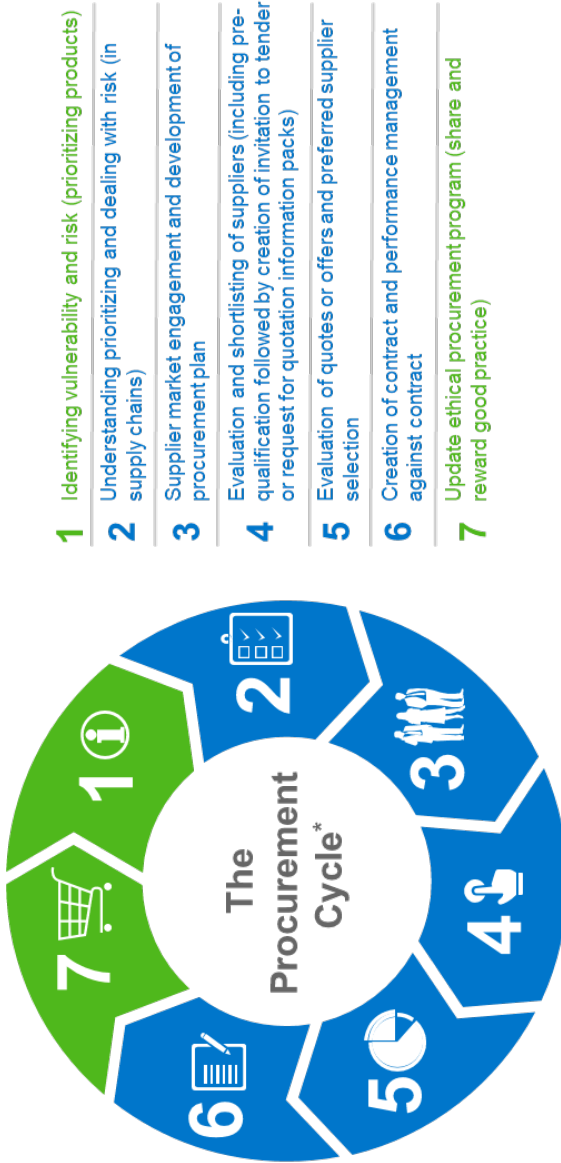 The
Procurement
Cycle*
1
2
3
4
5
6
7
1 Identifying vulnerability and risk (prioritizing products)
2 Understanding prioritizing and dealing with risk (in
supply chains)
3 Supplier market engagement and development of
procurement plan
4 Evaluation and shortlisting of suppliers (including pre-
qualification followed by creation of invitation to tender
or request for quotation information packs)
5 Evaluation of quotes or offers and preferred supplier
selection
6 Creation of contract and performance management
against contract
7 Update ethical procurement program (share and
reward good practice)